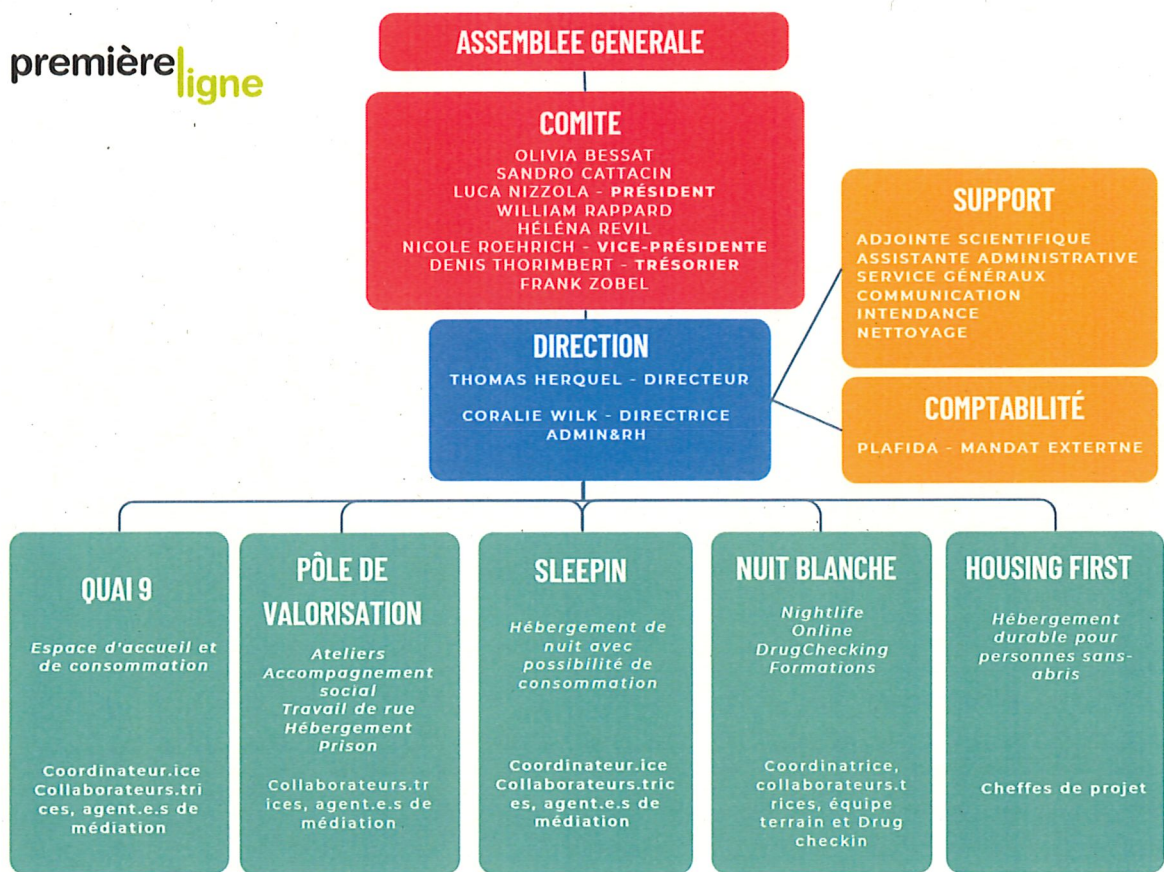 première
ligne
ASSEMBLEE GENERALE
COMITE
OLIVIA BESSAT
SANDRO CATTACIN
LUCA NIZZOLA - PRÉSIDENT
WILLIAM RAPPARD
HÉLÉNA REVIL
NICOLE ROEHRICH - VICE-PRÉSIDENTE
DENIS THORIMBERT - TRÉSORIER
FRANK ZOBEL
SUPPORT
ADJOINTE SCIENTIFIQUE
ASSISTANTE ADMINISTRATIVE
SERVICE GÉNÉRAUX
COMMUNICATION
INTENDANCE
NETTOYAGE
DIRECTION
THOMAS HERQUEL - DIRECTEUR
CORALIE WILK - DIRECTRICE
ADMIN&RH
COMPTABILITÉ
PLAFIDA - MANDAT EXTERTNE
QUAI 9
Espace d'accueil et
de consommation
Coordinateur.ice
Collaborateurs.tri
ces, agent.e.s de
médiation
PÔLE DE
VALORISATION
Ateliers
Accompagnement
social
Travail de rue
Hébergement
Prison
Collaborateurs.tr
ices, agent.e.s de
médiation
SLEEPIN
Hébergement de
nuit avec
possibilité de
consommation
Coordinateur.ice
Collaborateurs.tric
es, agent.e.s de
médiation
NUIT BLANCHE
Nightlife
Online
DrugChecking
Formations
Coordinatrice,
collaborateurs.t
rices, équipe
terrain et Drug
checkin
HOUSING FIRST
Hébergement
durable pour
personnes sans-
abris
Cheffes de projet